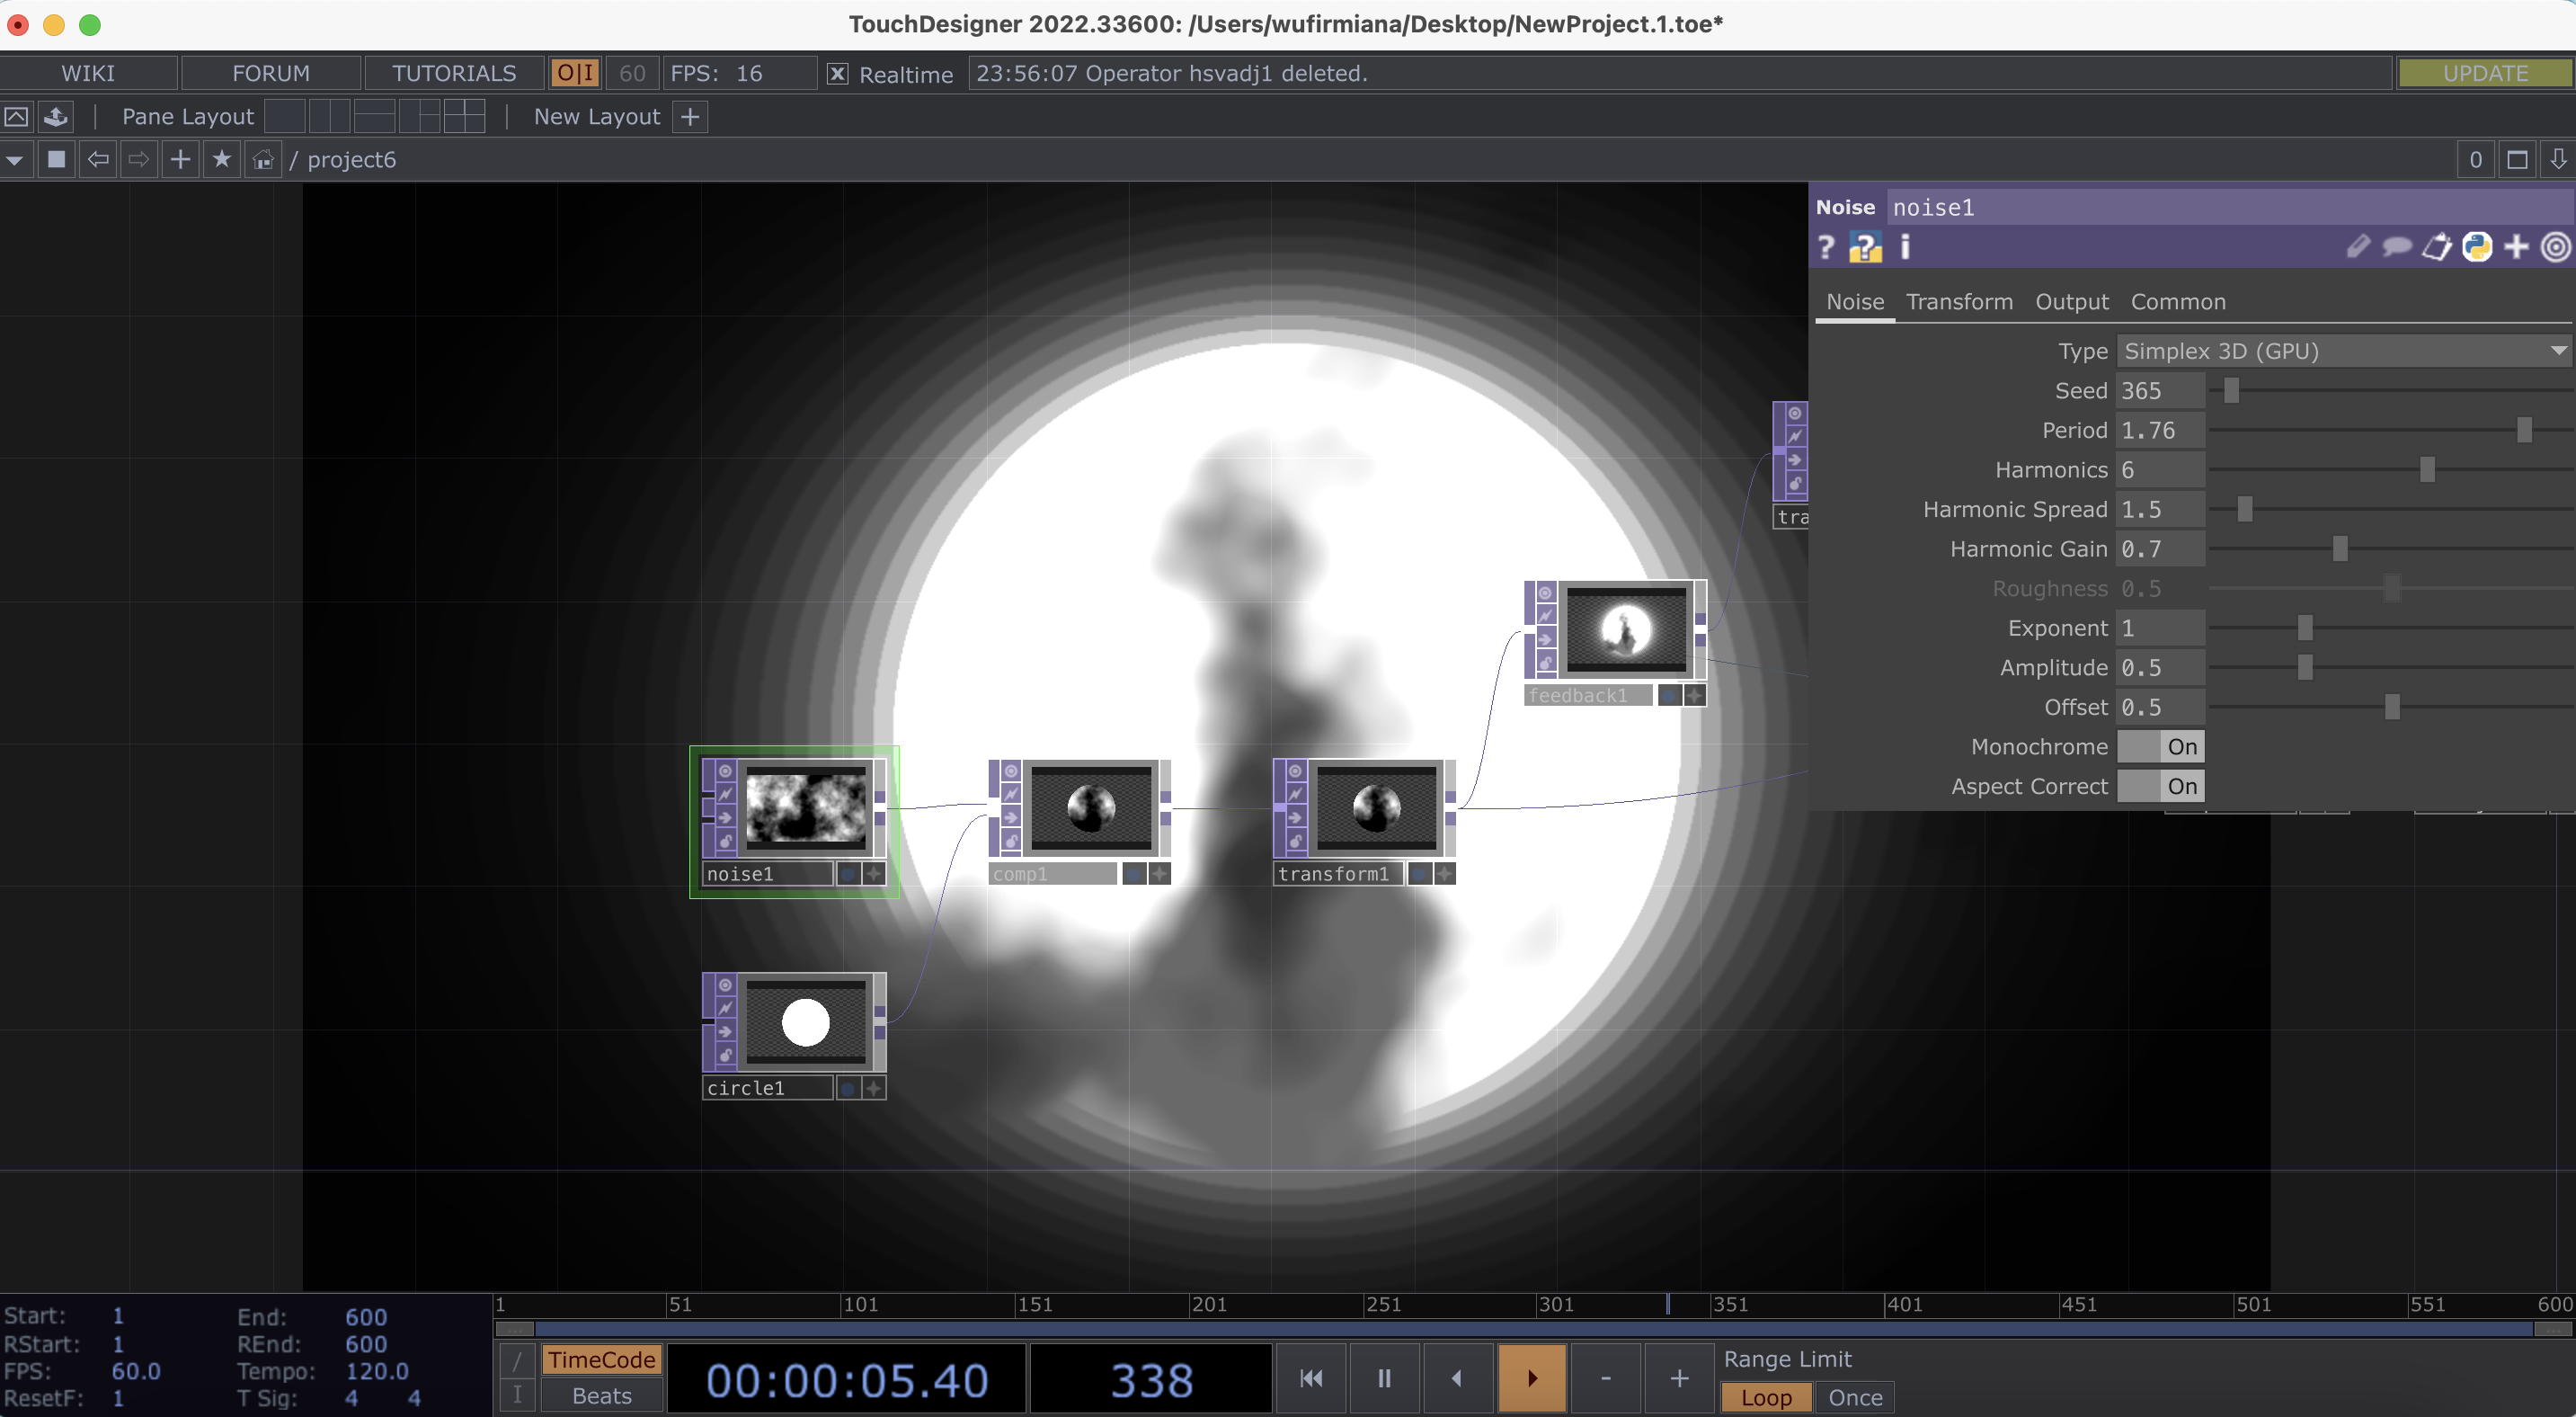 TouchDesigner 2022.33600: /Users/wufirmiana/Desktop/NewProject.1.toe*
WIKI FORUM TUTORIALS O|I 60 FPS: 16 Realtime 23:56:07 Operator hsvadj1 deleted. UPDATE
Pane Layout New Layout +
/ project6 0
Noise noise1
? ? i
Noise Transform Output Common
Type Simplex 3D (GPU)
Seed 365
Period 1.76
Harmonics 6
Harmonic Spread 1.5
Harmonic Gain 0.7
Roughness 0.5
Exponent 1
Amplitude 0.5
Offset 0.5
Monochrome On
Aspect Correct On
tra
feedback1
noise1
comp1
transform1
circle1
1 51 101 151 201 251 301 351 401 451 501 551 600
Start: 1 End: 600
RStart: 1 REnd: 600
FPS: 60.0 Tempo: 120.0
ResetF: 1 T Sig: 4 4
/ TimeCode
I Beats
00:00:05.40 338
- +
Range Limit
Loop Once